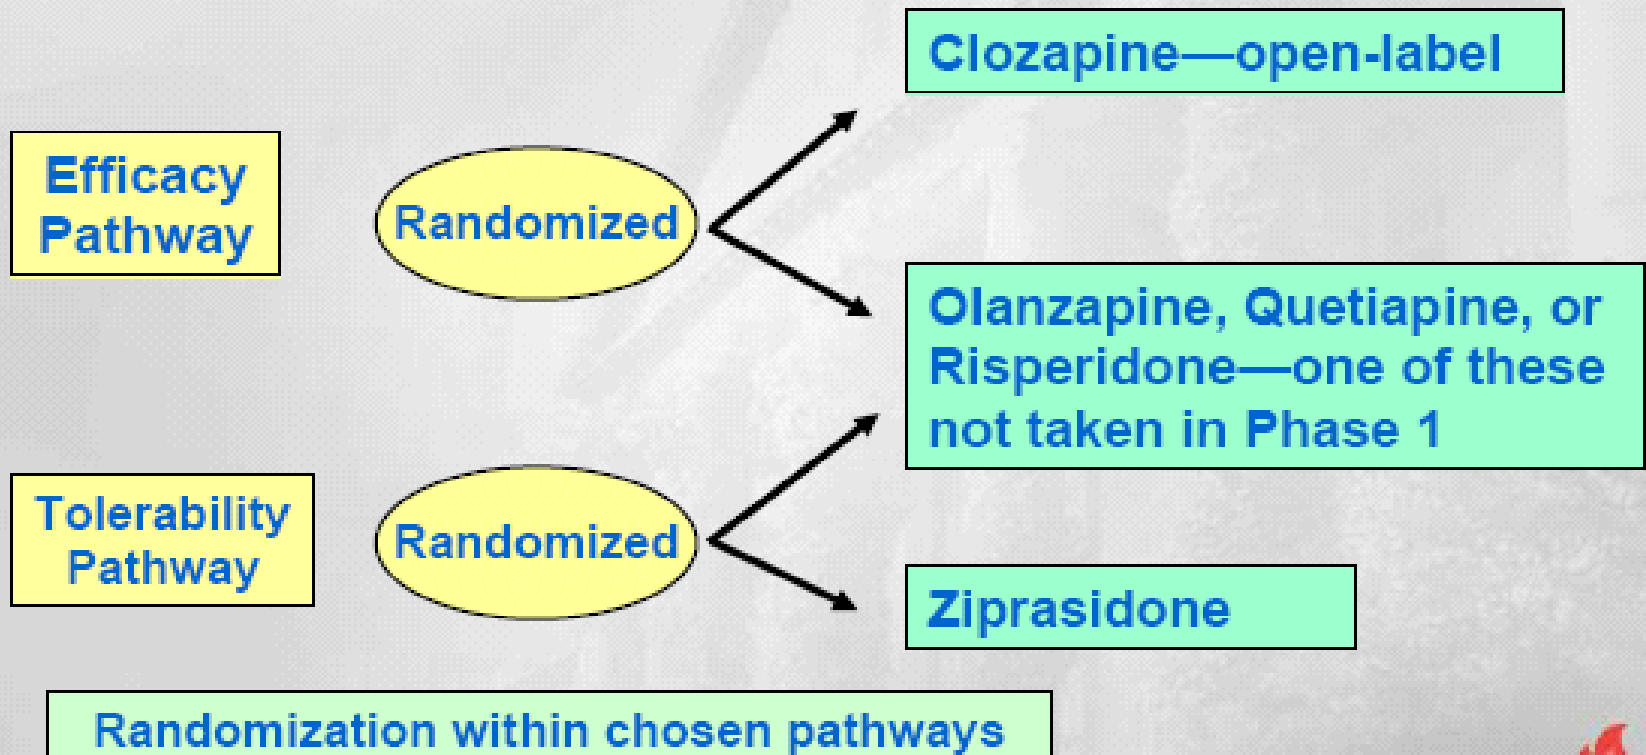 Clozapine—open-label
Efficacy
Pathway
Randomized
Olanzapine, Quetiapine, or
Risperidone—one of these
not taken in Phase 1
Tolerability
Pathway
Randomized
Ziprasidone
Randomization within chosen pathways